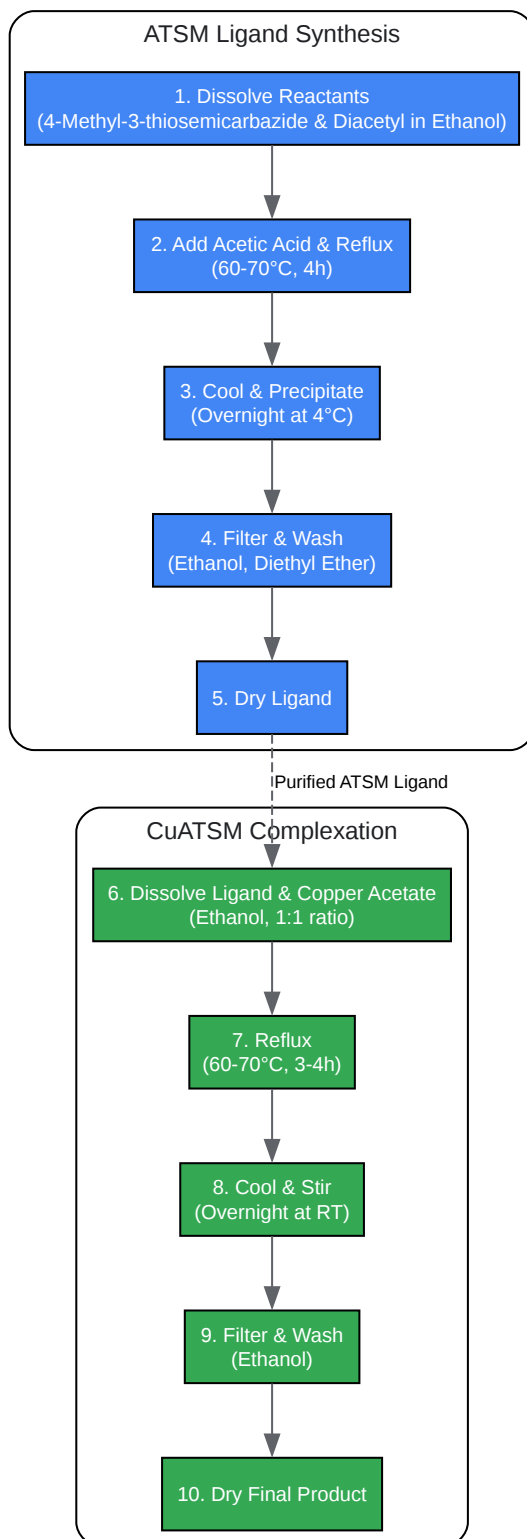 ATSM Ligand Synthesis
1. Dissolve Reactants
(4-Methyl-3-thiosemicarbazide & Diacetyl in Ethanol)
2. Add Acetic Acid & Reflux
(60-70°C, 4h)
3. Cool & Precipitate
(Overnight at 4°C)
4. Filter & Wash
(Ethanol, Diethyl Ether)
5. Dry Ligand
Purified ATSM Ligand
CuATSM Complexation
6. Dissolve Ligand & Copper Acetate
(Ethanol, 1:1 ratio)
7. Reflux
(60-70°C, 3-4h)
8. Cool & Stir
(Overnight at RT)
9. Filter & Wash
(Ethanol)
10. Dry Final Product